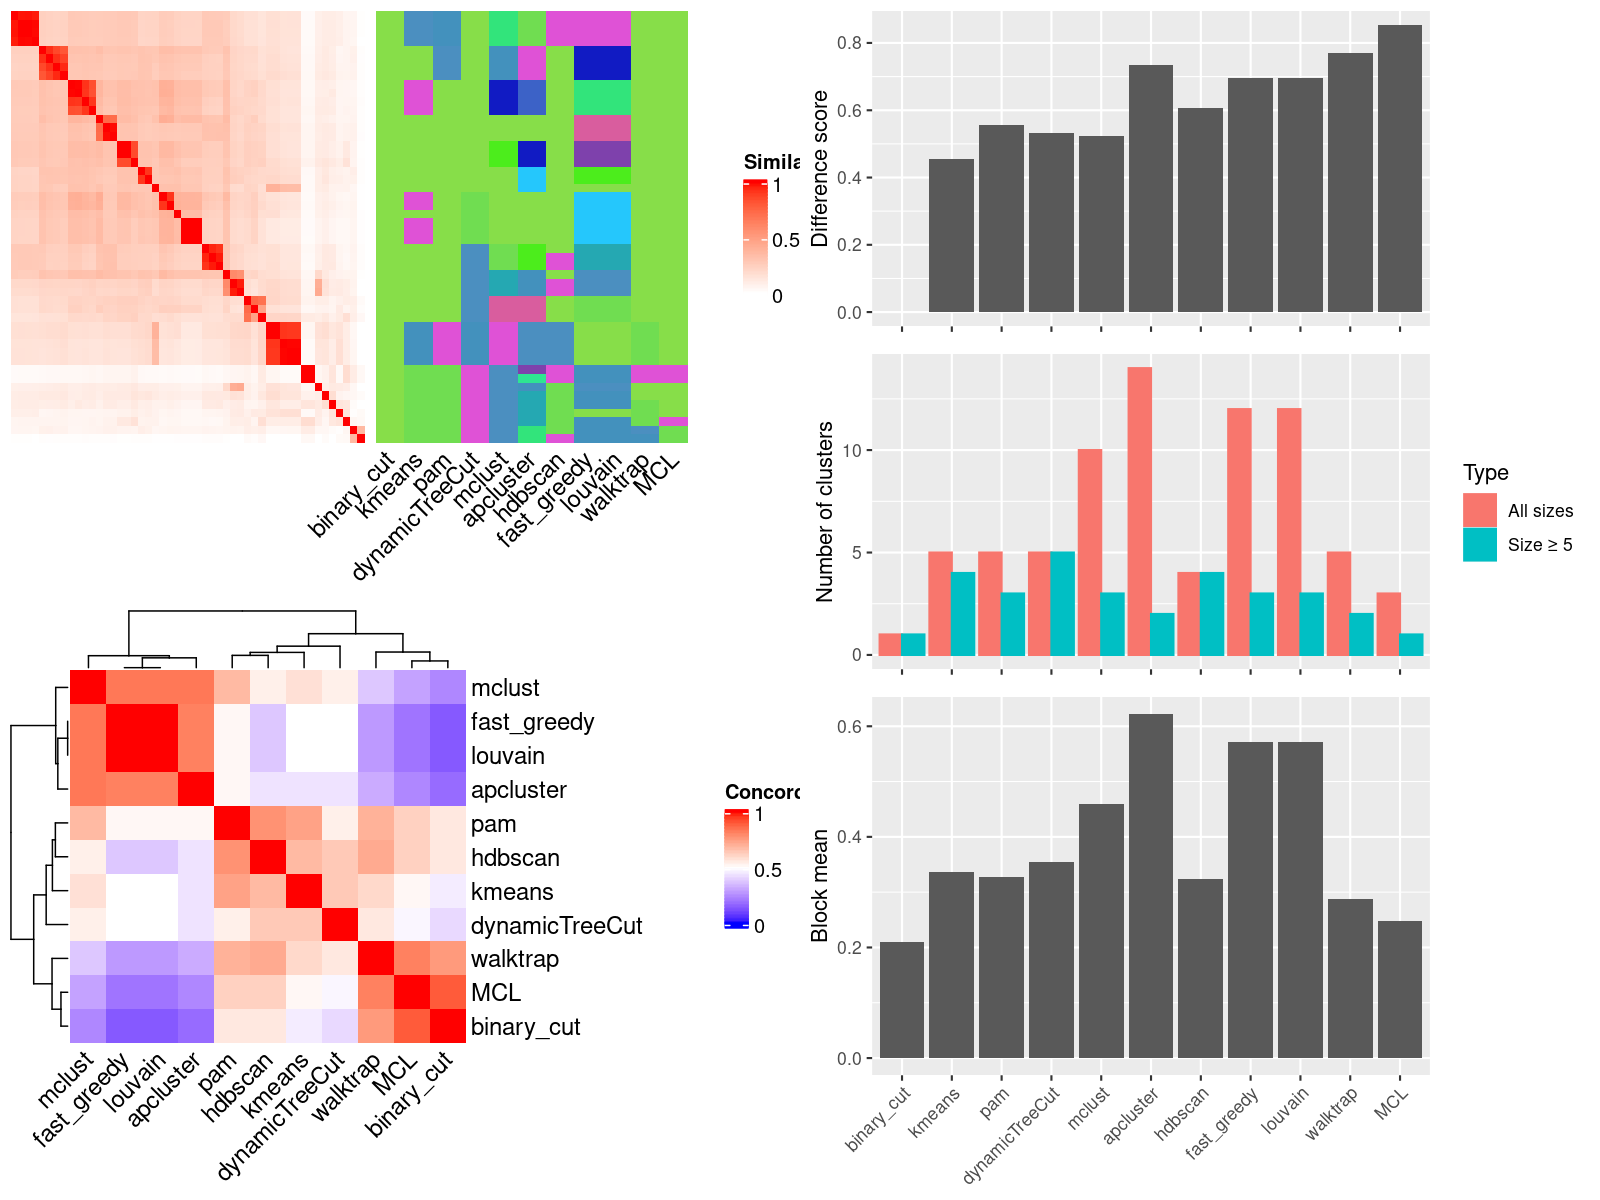 Simila
1
0.5
0
binary_cut
kmeans
pam
dynamicTreeCut
mclust
apcluster
hdbscan
fast_greedy
louvain
walktrap
MCL
mclust
fast_greedy
louvain
apcluster
pam
hdbscan
kmeans
dynamicTreeCut
walktrap
MCL
binary_cut
mclust
fast_greedy
louvain
apcluster
pam
hdbscan
kmeans
dynamicTreeCut
walktrap
MCL
binary_cut
Concord
1
0.5
0
Difference score
0.8
0.6
0.4
0.2
0.0
Number of clusters
10
5
0
Type
All sizes
Size ≥ 5
Block mean
0.6
0.4
0.2
0.0
binary_cut
kmeans
pam
dynamicTreeCut
mclust
apcluster
hdbscan
fast_greedy
louvain
walktrap
MCL